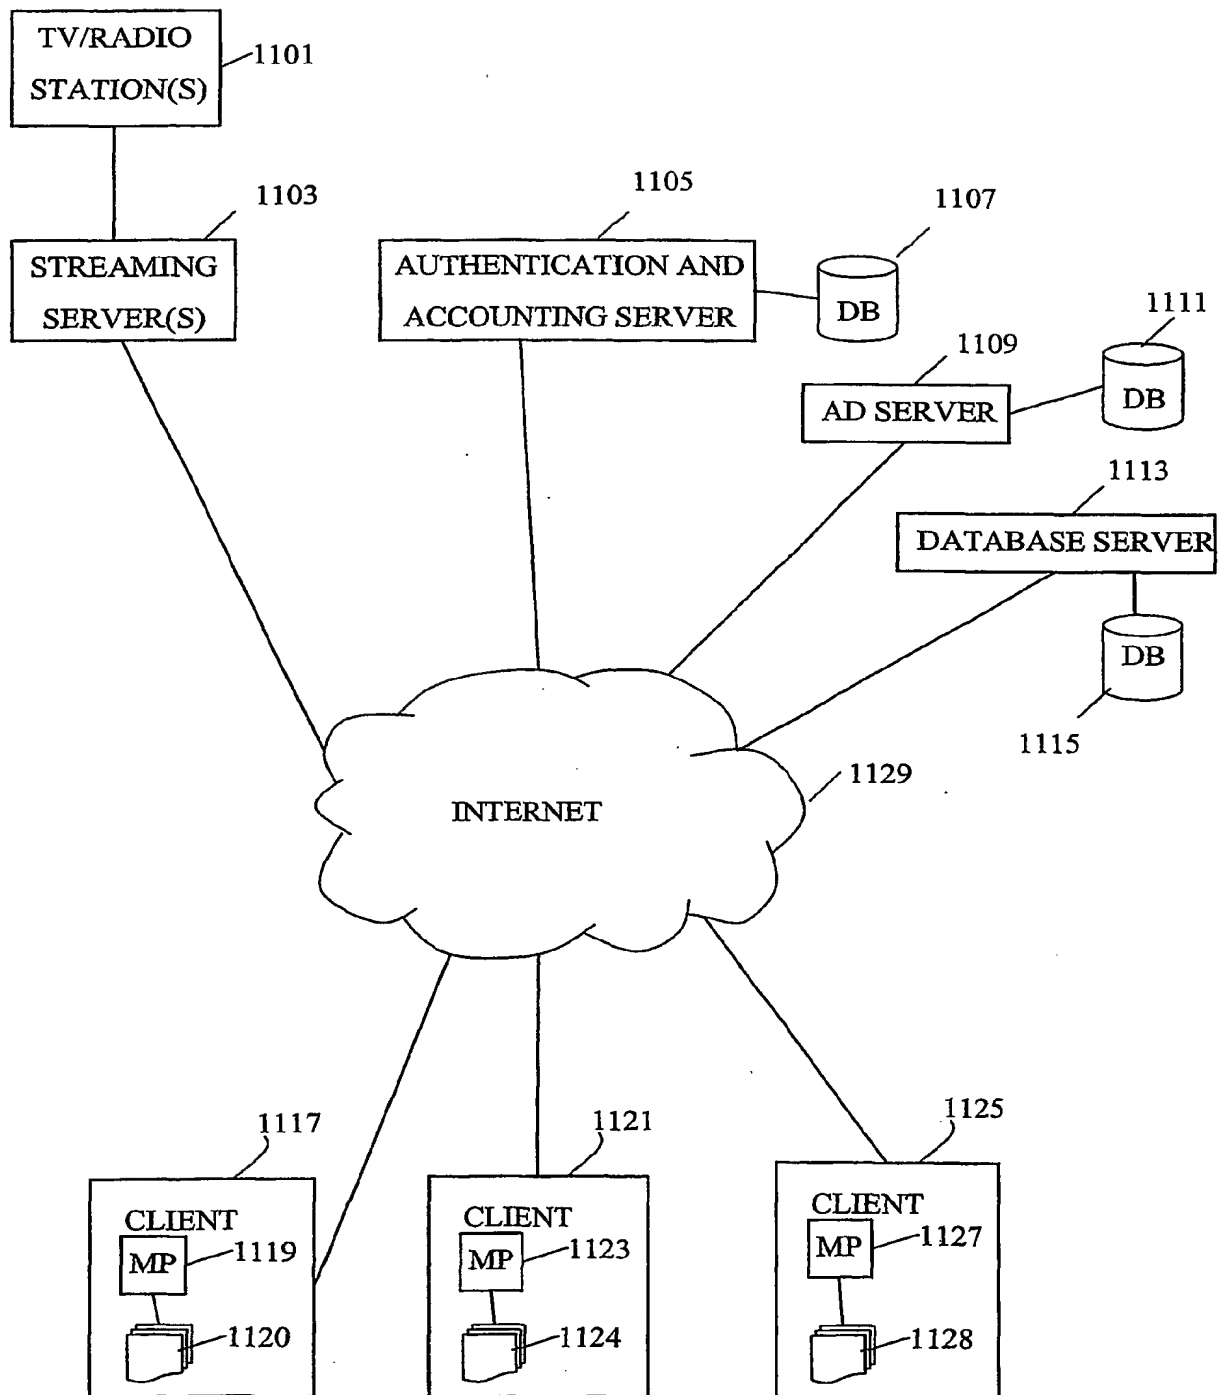 TV/RADIO
STATION(S)
1101
1103
STREAMING
SERVER(S)
1105
AUTHENTICATION AND
ACCOUNTING SERVER
1107
DB
1109
AD SERVER
1111
DB
1113
DATABASE SERVER
DB
1115
1129
INTERNET
1117
CLIENT
MP
1119
1120
1121
CLIENT
MP
1123
1124
1125
CLIENT
MP
1127
1128